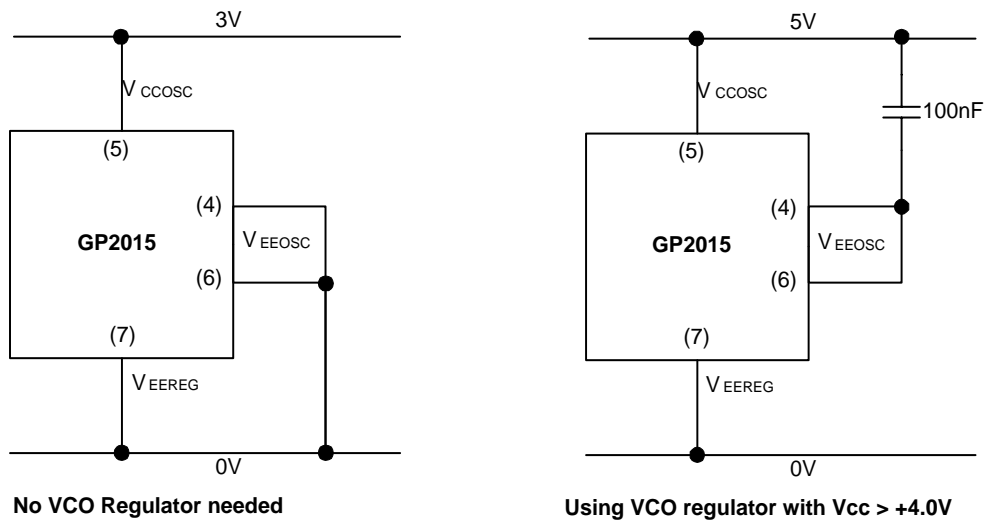 3V
V CCOSC
(5)
(4)
GP2015
V EEOSC
(6)
(7)
V EEREG
0V
No VCO Regulator needed
5V
V CCOSC
100nF
(5)
(4)
GP2015
V EEOSC
(6)
(7)
V EEREG
0V
Using VCO regulator with Vcc > +4.0V